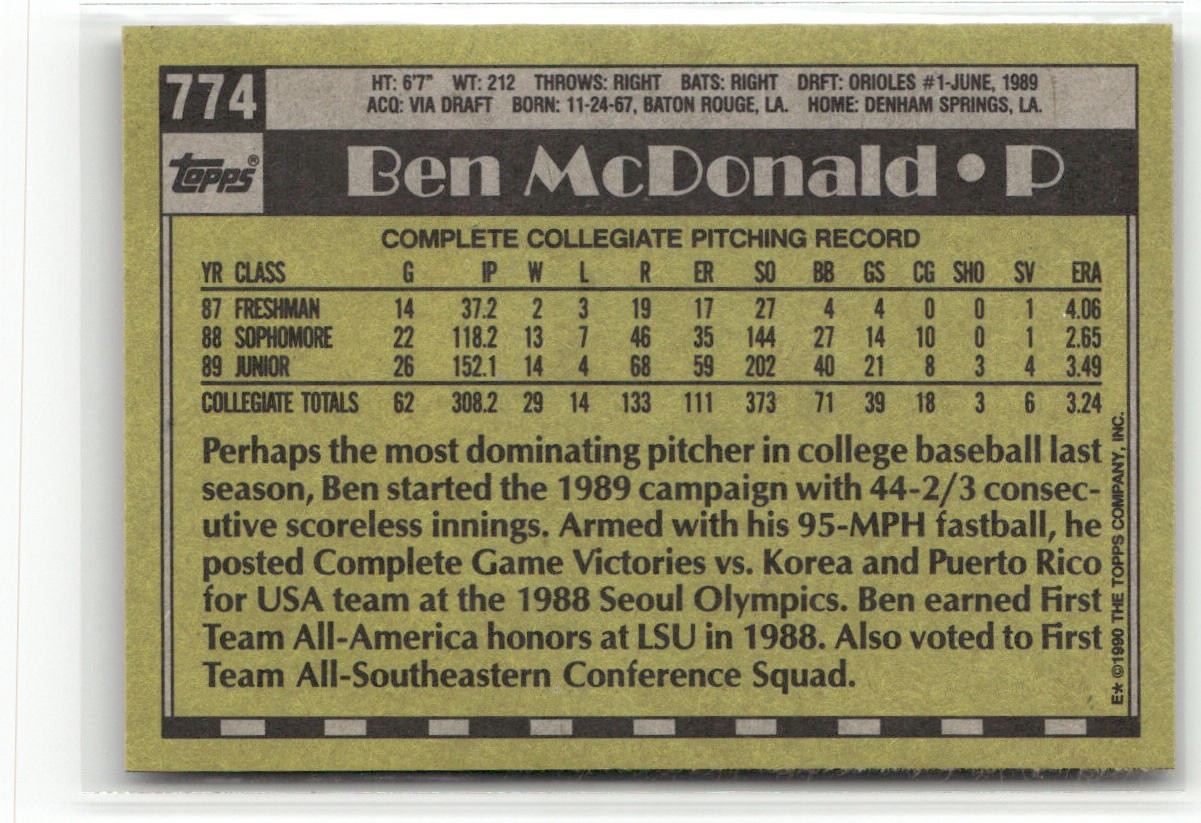 774
HT: 6'7" WT: 212 THROWS: RIGHT BATS: RIGHT DRFT: ORIOLES #1-JUNE, 1989
ACQ: VIA DRAFT BORN: 11-24-67, BATON ROUGE, LA. HOME: DENHAM SPRINGS, LA.
topps®
Ben McDonald • P
COMPLETE COLLEGIATE PITCHING RECORD
YR CLASS G IP W L R ER SO BB GS CG SHO SV ERA
87 FRESHMAN 14 37.2 2 3 19 17 27 4 4 0 0 1 4.06
88 SOPHOMORE 22 118.2 13 7 46 35 144 27 14 10 0 1 2.65
89 JUNIOR 26 152.1 14 4 68 59 202 40 21 8 3 4 3.49
COLLEGIATE TOTALS 62 308.2 29 14 133 111 373 71 39 18 3 6 3.24
Perhaps the most dominating pitcher in college baseball last
season, Ben started the 1989 campaign with 44-2/3 consec-
utive scoreless innings. Armed with his 95-MPH fastball, he
posted Complete Game Victories vs. Korea and Puerto Rico
for USA team at the 1988 Seoul Olympics. Ben earned First
Team All-America honors at LSU in 1988. Also voted to First
Team All-Southeastern Conference Squad.
E* ©1990 THE TOPPS COMPANY, INC.